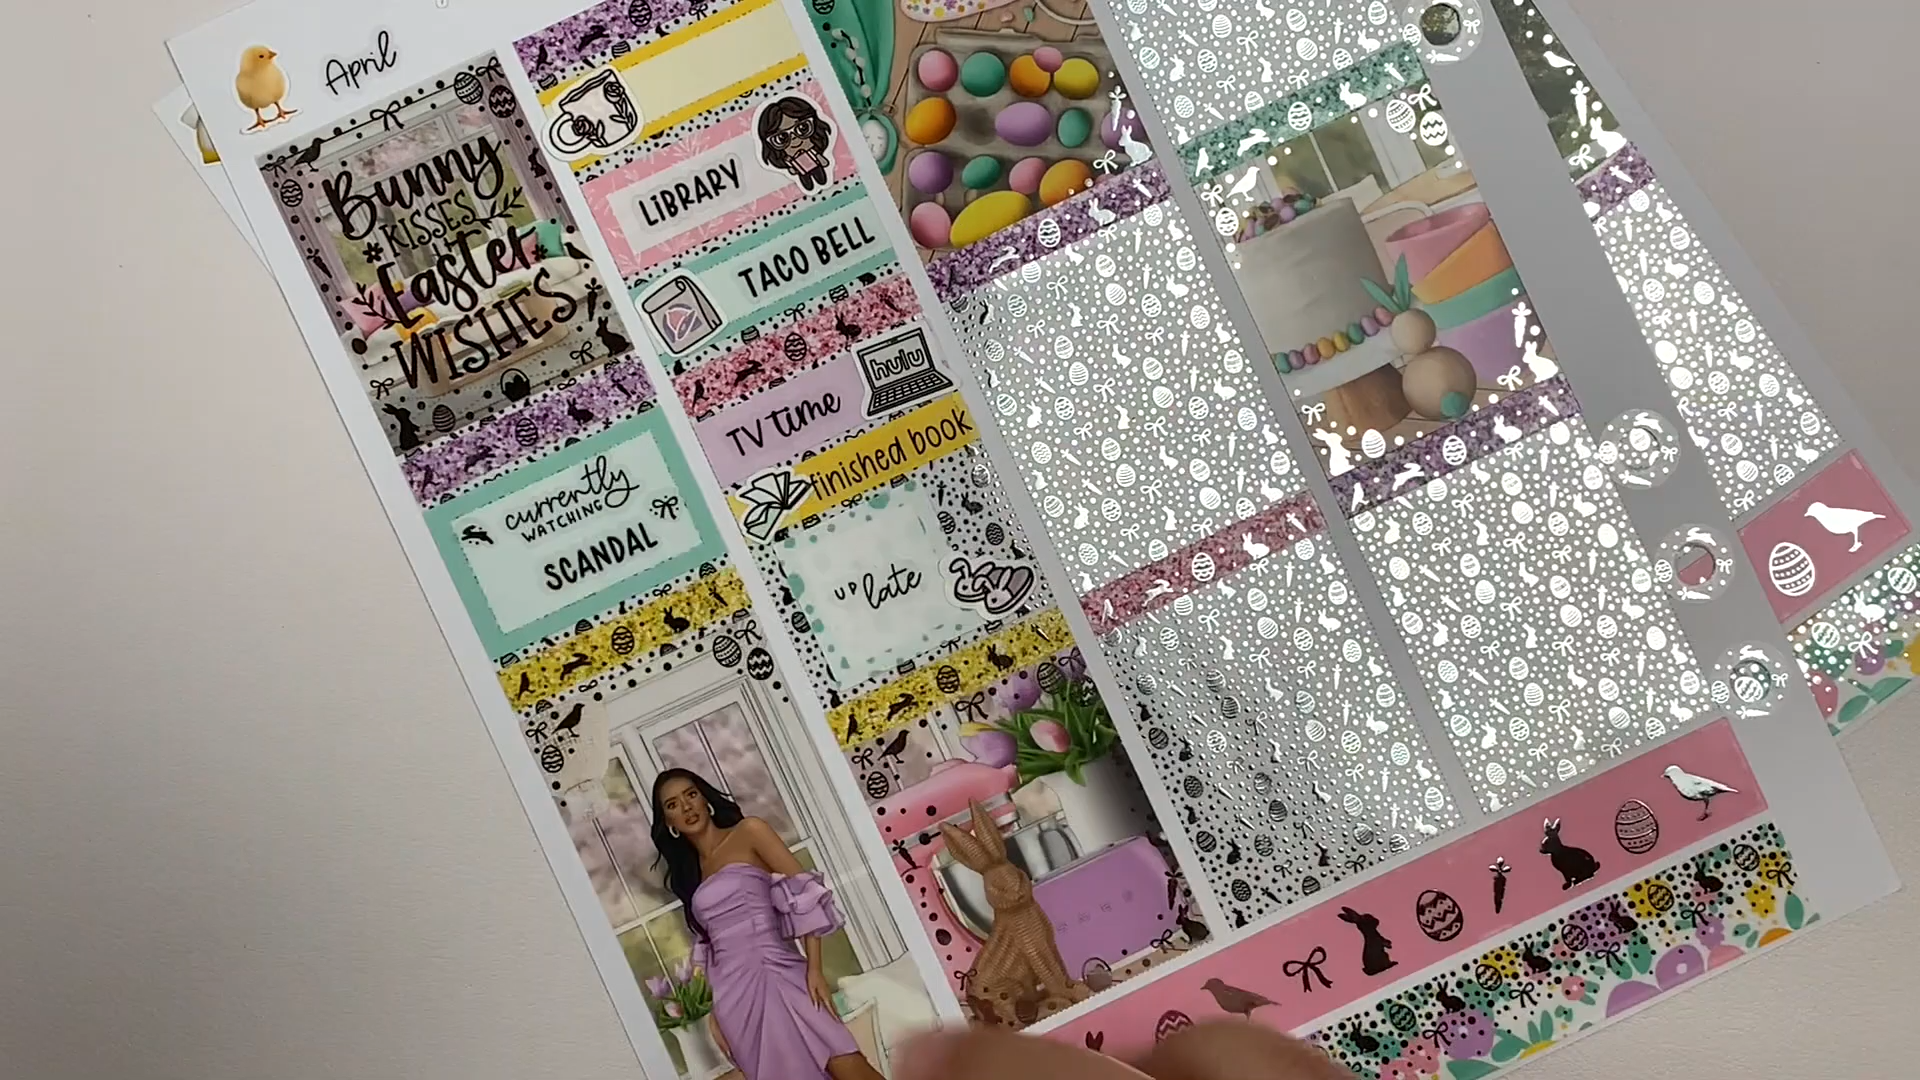 April
Bunny
KISSES
Easter
WISHES
currently
WATCHING
SCANDAL
LIBRARY
TACO BELL
TV time
hulu
finished book
UP late